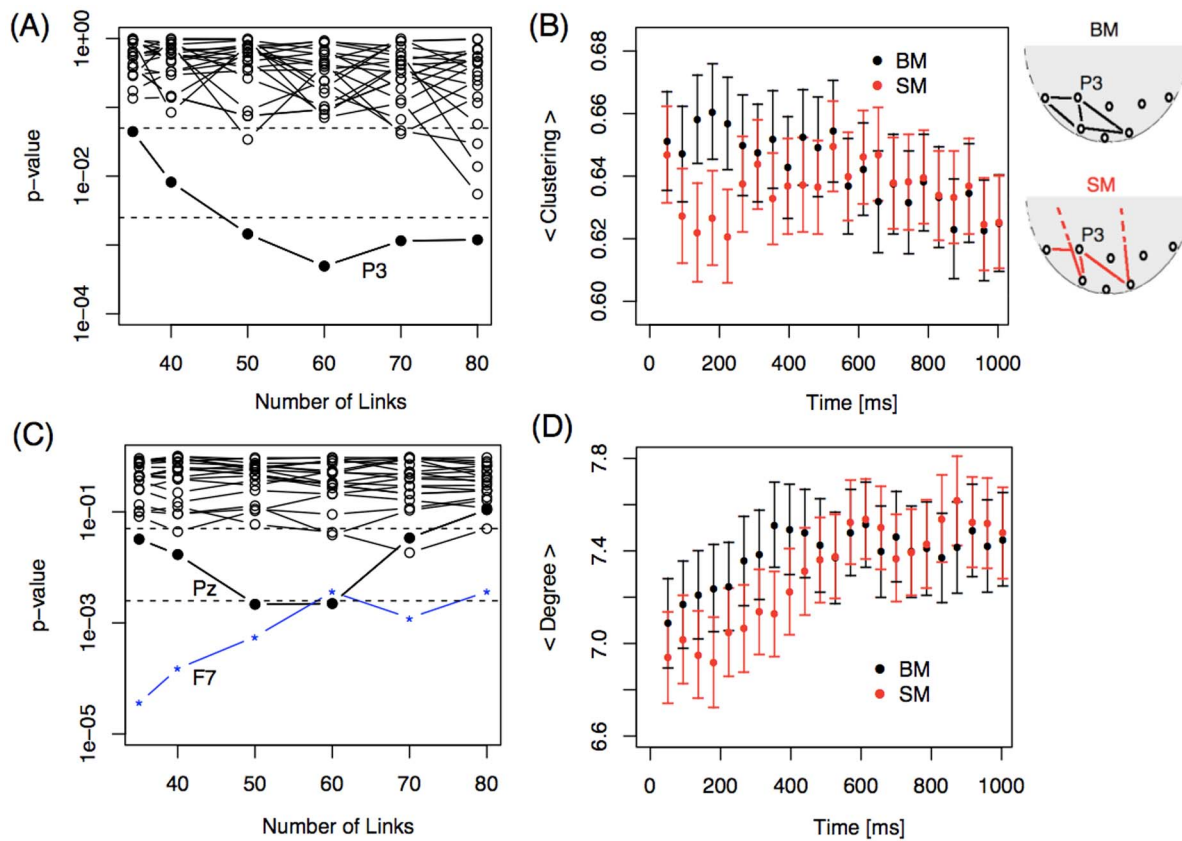 (A)
1e+00
1e−02
1e−04
p−value
P3
40 50 60 70 80
Number of Links
(B)
0.68
0.66
0.64
0.62
0.60
< Clustering >
BM
SM
0 200 400 600 800 1000
Time [ms]
BM
P3
SM
P3
(C)
1e−01
1e−03
1e−05
p−value
Pz
F7
40 50 60 70 80
Number of Links
(D)
7.8
7.4
7.0
6.6
< Degree >
BM
SM
0 200 400 600 800 1000
Time [ms]